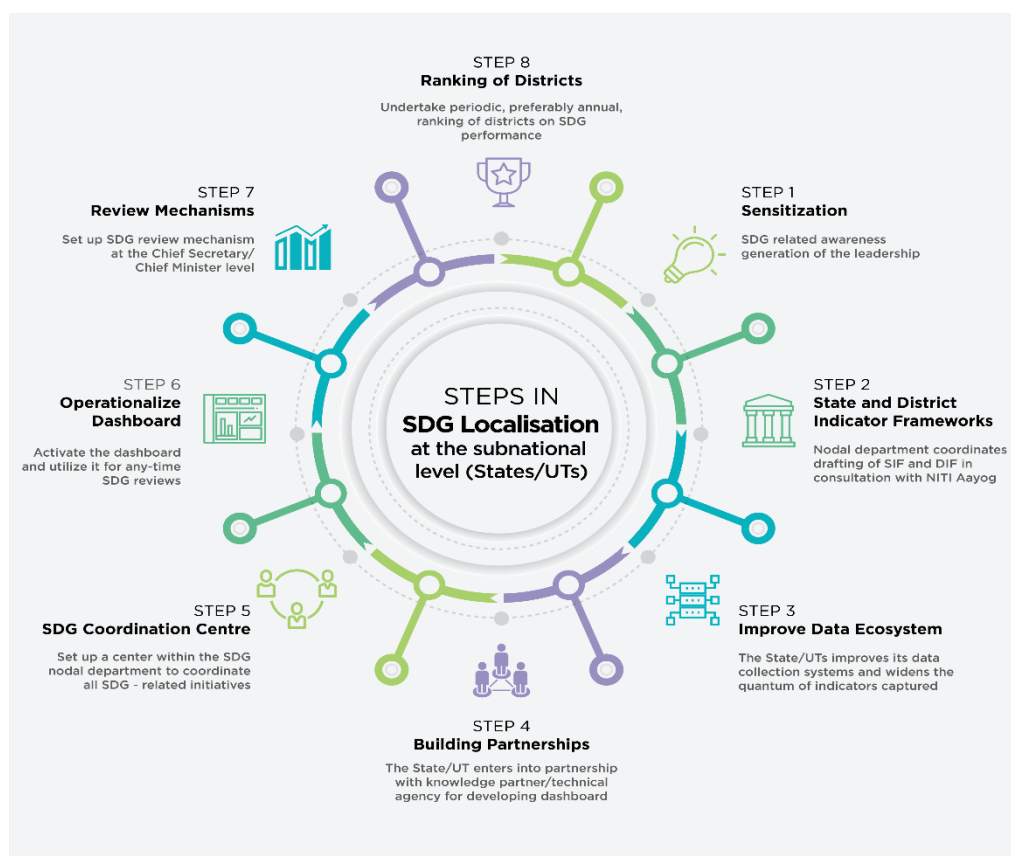 STEPS IN
SDG Localisation
at the subnational
level (States/UTs)
STEP 1
Sensitization
SDG related awareness
generation of the leadership
STEP 2
State and District
Indicator Frameworks
Nodal department coordinates
drafting of SIF and DIF in
consultation with NITI Aayog
STEP 3
Improve Data Ecosystem
The State/UTs improves its data
collection systems and widens the
quantum of indicators captured
STEP 4
Building Partnerships
The State/UT enters into partnership
with knowledge partner/technical
agency for developing dashboard
STEP 5
SDG Coordination Centre
Set up a center within the SDG
nodal department to coordinate
all SDG - related initiatives
STEP 6
Operationalize
Dashboard
Activate the dashboard
and utilize it for any-time
SDG reviews
STEP 7
Review Mechanisms
Set up SDG review mechanism
at the Chief Secretary/
Chief Minister level
STEP 8
Ranking of Districts
Undertake periodic, preferably annual,
ranking of districts on SDG
performance